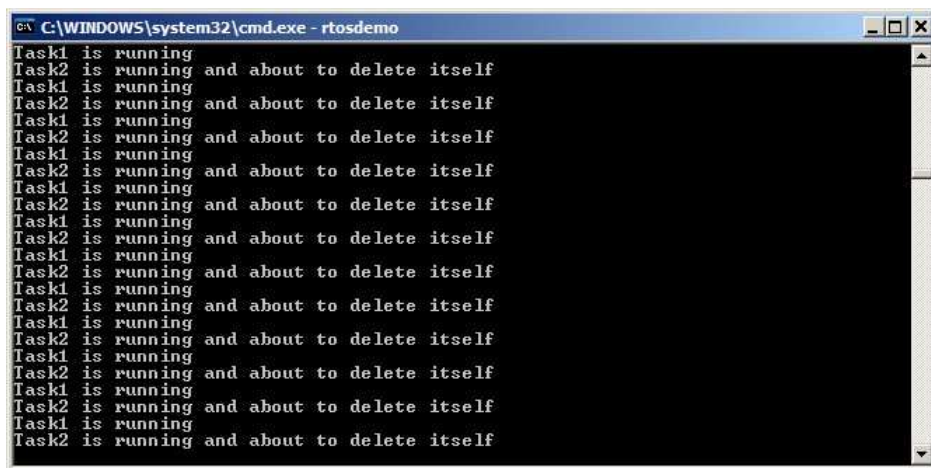 C:\WINDOWS\system32\cmd.exe - rtosdemo
Task1 is running
Task2 is running and about to delete itself
Task1 is running
Task2 is running and about to delete itself
Task1 is running
Task2 is running and about to delete itself
Task1 is running
Task2 is running and about to delete itself
Task1 is running
Task2 is running and about to delete itself
Task1 is running
Task2 is running and about to delete itself
Task1 is running
Task2 is running and about to delete itself
Task1 is running
Task2 is running and about to delete itself
Task1 is running
Task2 is running and about to delete itself
Task1 is running
Task2 is running and about to delete itself
Task1 is running
Task2 is running and about to delete itself
Task1 is running
Task2 is running and about to delete itself